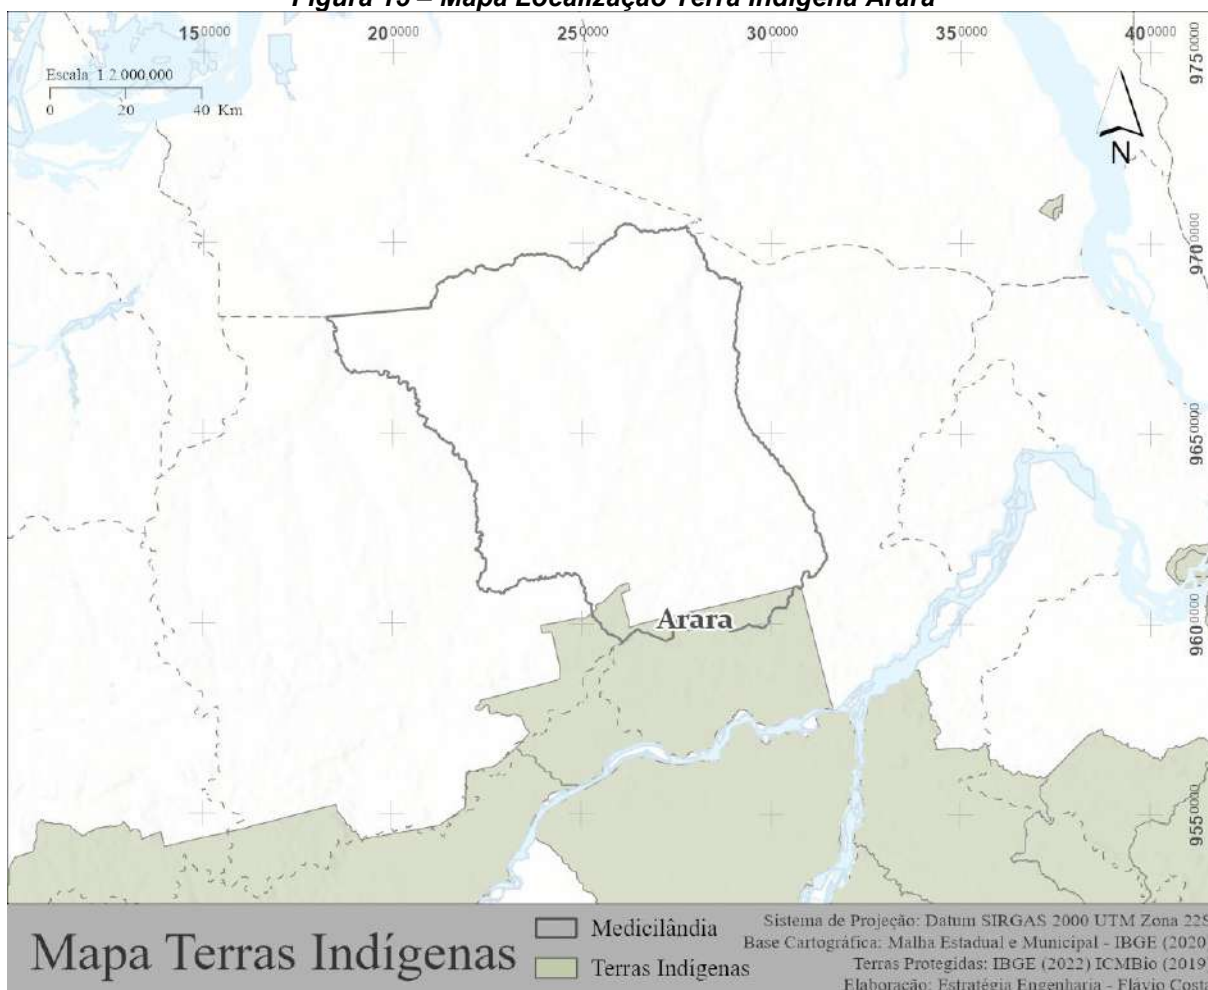 Figura 15 – Mapa Localização Terra Indígena Arara
150000 200000 250000 300000 350000 400000
Escala 1:2.000.000
0 20 40 Km
N
9750000
9700000
9650000
9600000
9550000
Arara
Mapa Terras Indígenas
Medicilândia
Terras Indígenas
Sistema de Projeção: Datum SIRGAS 2000 UTM Zona 22S
Base Cartográfica: Malha Estadual e Municipal - IBGE (2020
Terras Protegidas: IBGE (2022) ICMBio (2019
Elaboração: Estratégia Engenharia - Flávio Costa